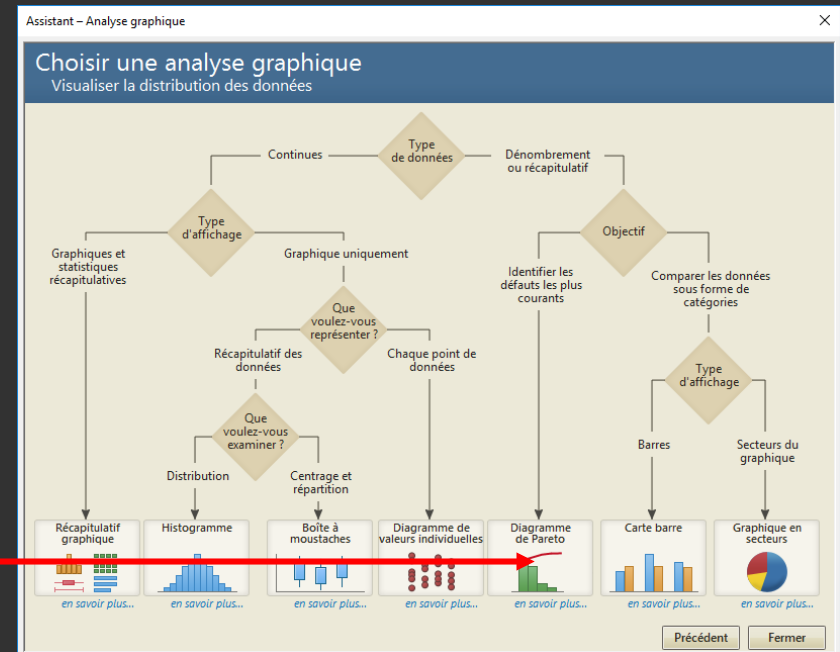 Assistant – Analyse graphique
Choisir une analyse graphique
Visualiser la distribution des données
Type
de données
Continues
Dénombrement
ou récapitulatif
Type
d'affichage
Objectif
Graphiques et
statistiques
récapitulatives
Graphique uniquement
Identifier les
défauts les plus
courants
Comparer les données
sous forme de
catégories
Que
voulez-vous
représenter ?
Récapitulatif des
données
Chaque point de
données
Type
d'affichage
Que
voulez-vous
examiner ?
Barres
Secteurs du
graphique
Distribution
Centrage et
répartition
Récapitulatif
graphique
Histogramme
Boîte à
moustaches
Diagramme de
valeurs individuelles
Diagramme
de Pareto
Carte barre
Graphique en
secteurs
en savoir plus...
en savoir plus...
en savoir plus...
en savoir plus...
en savoir plus...
en savoir plus...
en savoir plus...
Précédent
Fermer